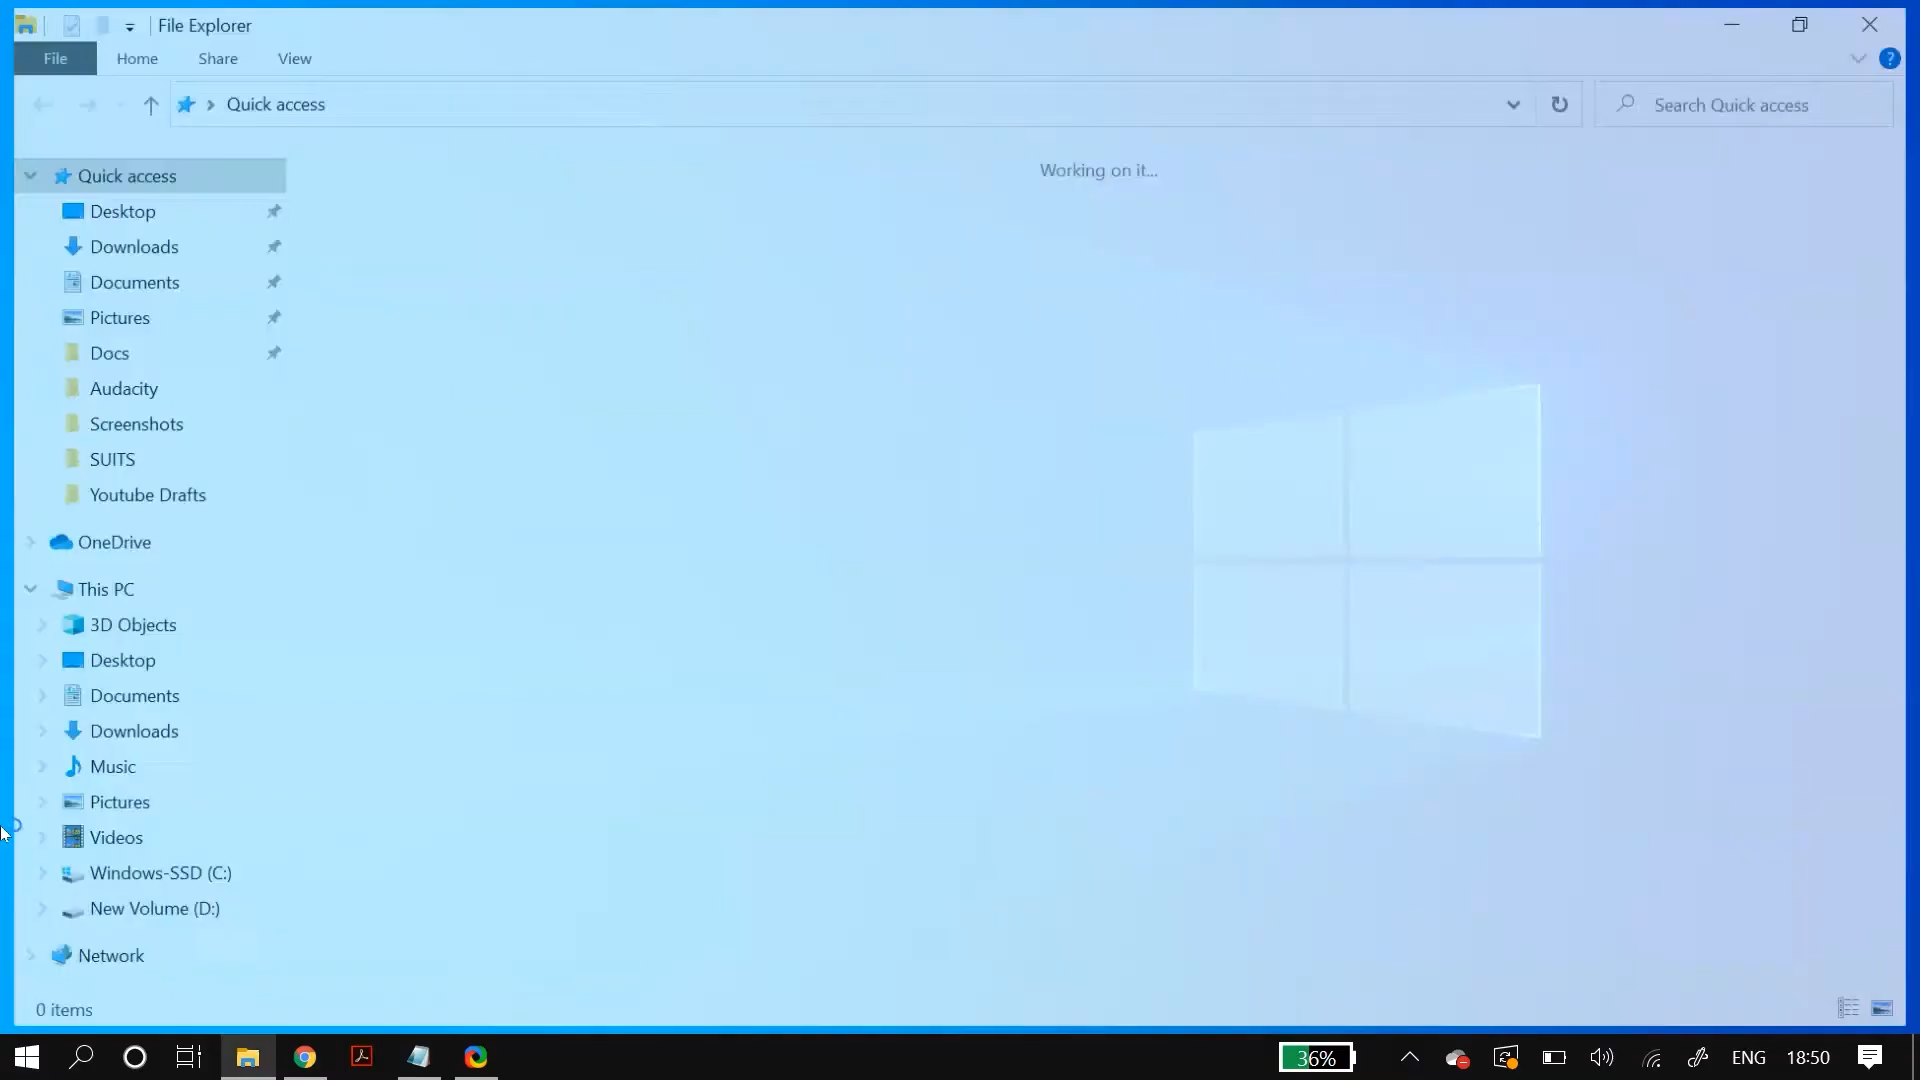 File Explorer
File Home Share View
Quick access
Search Quick access
Working on it...
Quick access
Desktop
Downloads
Documents
Pictures
Docs
Audacity
Screenshots
SUITS
Youtube Drafts
OneDrive
This PC
3D Objects
Desktop
Documents
Downloads
Music
Pictures
Videos
Windows-SSD (C:)
New Volume (D:)
Network
0 items
36% ENG 18:50